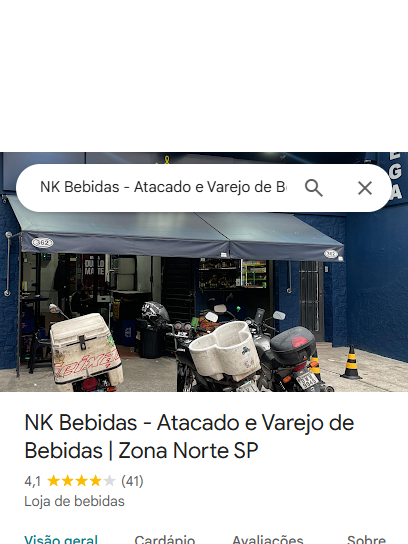 NK Bebidas - Atacado e Varejo de B
EGA
362
362
NK Bebidas - Atacado e Varejo de
Bebidas | Zona Norte SP
4,1 (41)
Loja de bebidas
Visão geral Cardápio Avaliações Sobre